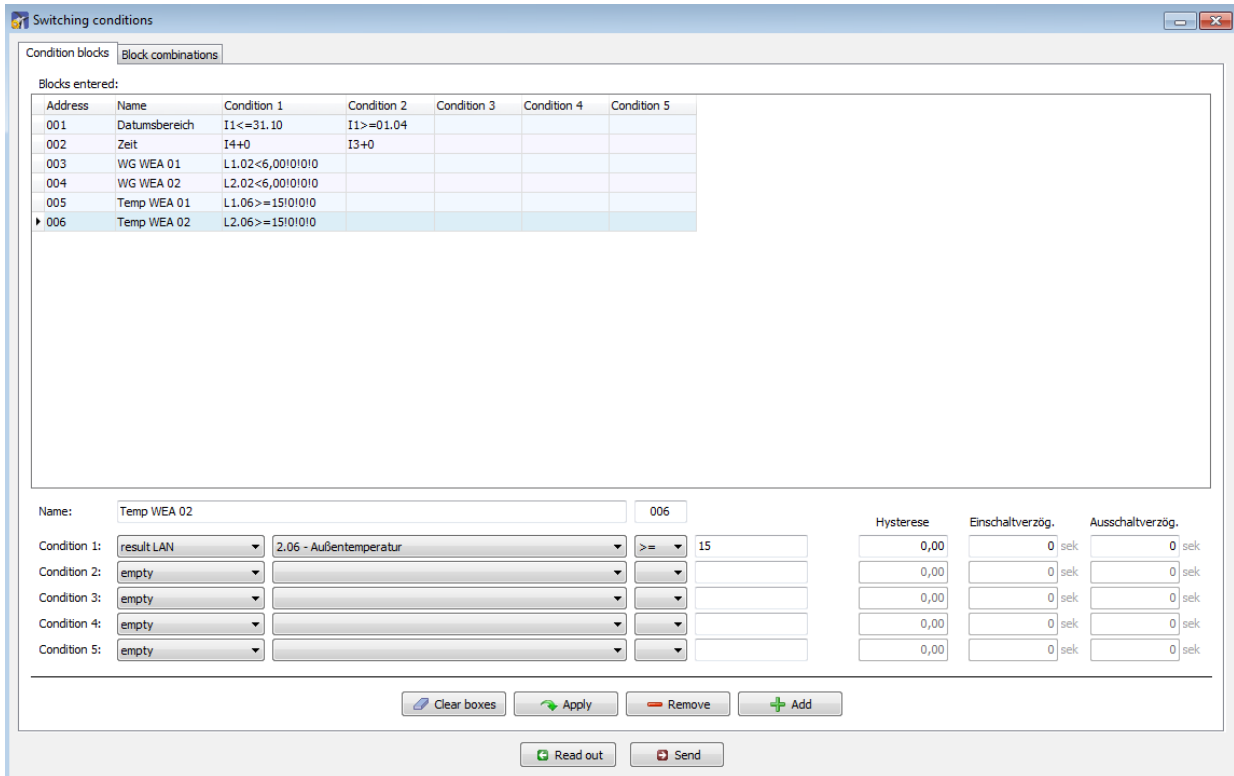 Switching conditions
Condition blocks Block combinations
Blocks entered:
Address Name Condition 1 Condition 2 Condition 3 Condition 4 Condition 5
001 Datumsbereich I1<=31.10 I1>=01.04
002 Zeit I4+0 I3+0
003 WG WEA 01 L1.02<6,00!0!0!0
004 WG WEA 02 L2.02<6,00!0!0!0
005 Temp WEA 01 L1.06>=15!0!0!0
006 Temp WEA 02 L2.06>=15!0!0!0
Name: Temp WEA 02 006
Hysterese Einschaltverzög. Ausschaltverzög.
Condition 1: result LAN 2.06 - Außentemperatur >= 15 0,00 0 sek 0 sek
Condition 2: empty 0,00 0 sek 0 sek
Condition 3: empty 0,00 0 sek 0 sek
Condition 4: empty 0,00 0 sek 0 sek
Condition 5: empty 0,00 0 sek 0 sek
Clear boxes Apply Remove Add
Read out Send